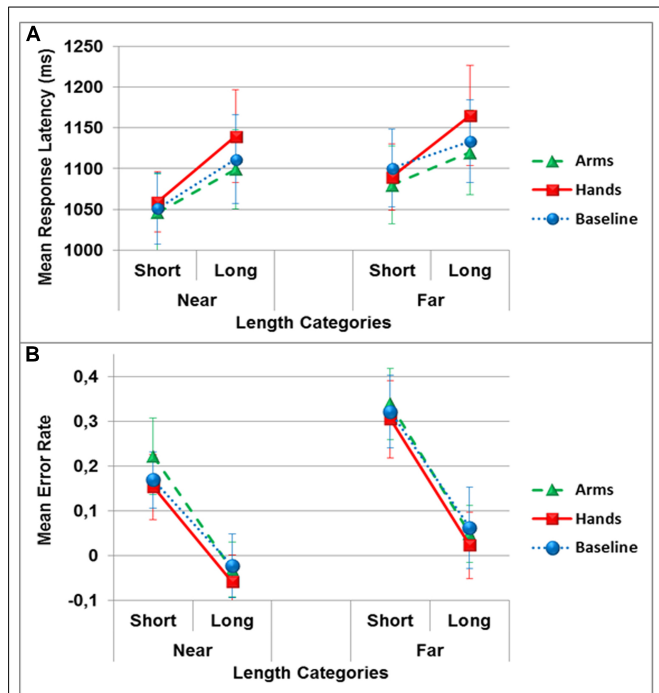 A
Mean Response Latency (ms)
1250
1200
1150
1100
1050
1000
Short Long Short Long
Near Far
Length Categories
Arms
Hands
Baseline
B
Mean Error Rate
0,4
0,3
0,2
0,1
0
-0,1
Short Long Short Long
Near Far
Length Categories
Arms
Hands
Baseline